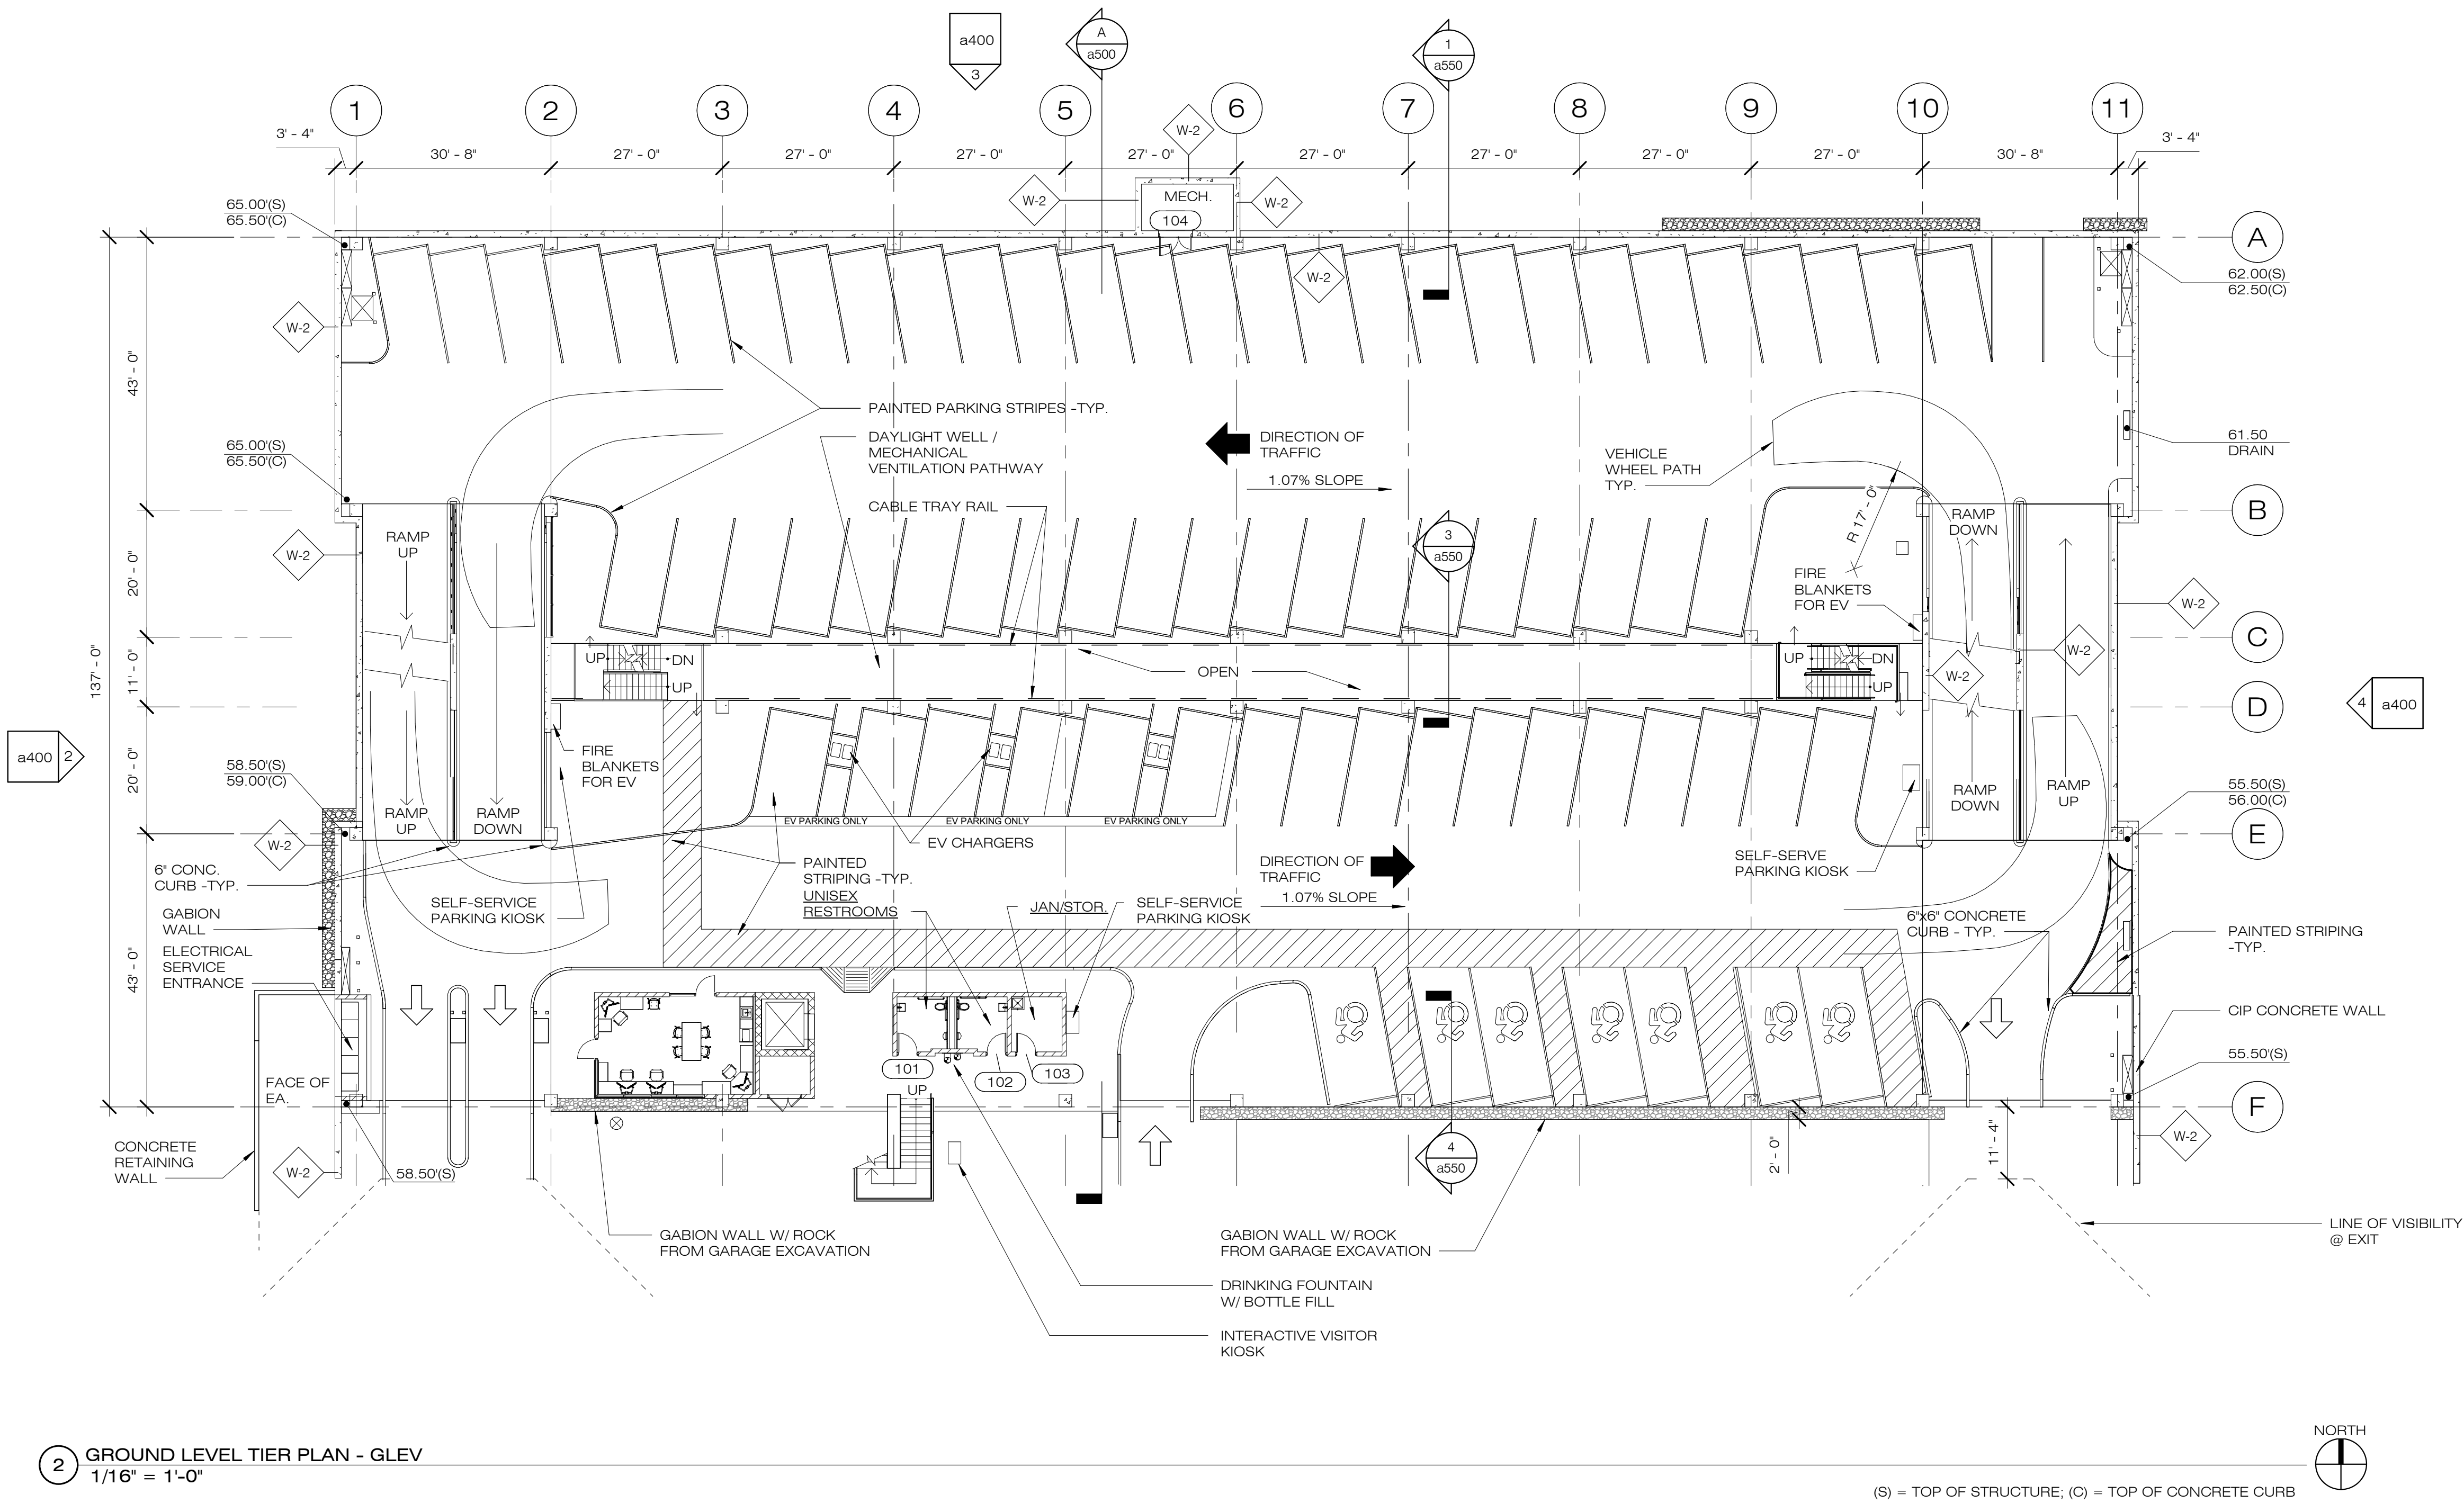 a400
3
A
a500
1
a550
1
2
3
4
5
6
7
8
9
10
11
3' - 4"
30' - 8"
27' - 0"
27' - 0"
27' - 0"
27' - 0"
27' - 0"
27' - 0"
27' - 0"
27' - 0"
30' - 8"
3' - 4"
W-2
W-2
MECH.
104
W-2
W-2
65.00'(S)
65.50'(C)
A
62.00(S)
62.50(C)
W-2
43' - 0"
PAINTED PARKING STRIPES -TYP.
DAYLIGHT WELL /
MECHANICAL
VENTILATION PATHWAY
DIRECTION OF
TRAFFIC
1.07% SLOPE
VEHICLE
WHEEL PATH
TYP.
61.50
DRAIN
65.00'(S)
65.50'(C)
CABLE TRAY RAIL
R 17' - 0"
B
RAMP
UP
RAMP
DOWN
3
a550
W-2
20' - 0"
FIRE
BLANKETS
FOR EV
W-2
C
137' - 0"
11' - 0"
UP
DN
UP
OPEN
UP
DN
UP
W-2
W-2
D
4
a400
a400
2
20' - 0"
FIRE
BLANKETS
FOR EV
58.50'(S)
59.00'(C)
RAMP
UP
RAMP
DOWN
EV PARKING ONLY
EV PARKING ONLY
EV PARKING ONLY
RAMP
DOWN
RAMP
UP
55.50(S)
56.00(C)
E
W-2
EV CHARGERS
6" CONC.
CURB -TYP.
PAINTED
STRIPING -TYP.
DIRECTION OF
TRAFFIC
1.07% SLOPE
SELF-SERVE
PARKING KIOSK
UNISEX
RESTROOMS
JAN/STOR.
SELF-SERVICE
PARKING KIOSK
SELF-SERVICE
PARKING KIOSK
GABION
WALL
6"x6" CONCRETE
CURB - TYP.
PAINTED STRIPING
-TYP.
ELECTRICAL
SERVICE
ENTRANCE
43' - 0"
CIP CONCRETE WALL
55.50'(S)
101
102
103
UP
FACE OF
EA.
F
CONCRETE
RETAINING
WALL
W-2
58.50'(S)
4
a550
2' - 0"
11' - 4"
W-2
GABION WALL W/ ROCK
FROM GARAGE EXCAVATION
GABION WALL W/ ROCK
FROM GARAGE EXCAVATION
LINE OF VISIBILITY
@ EXIT
DRINKING FOUNTAIN
W/ BOTTLE FILL
INTERACTIVE VISITOR
KIOSK
2
GROUND LEVEL TIER PLAN - GLEV
1/16" = 1'-0"
NORTH
(S) = TOP OF STRUCTURE; (C) = TOP OF CONCRETE CURB